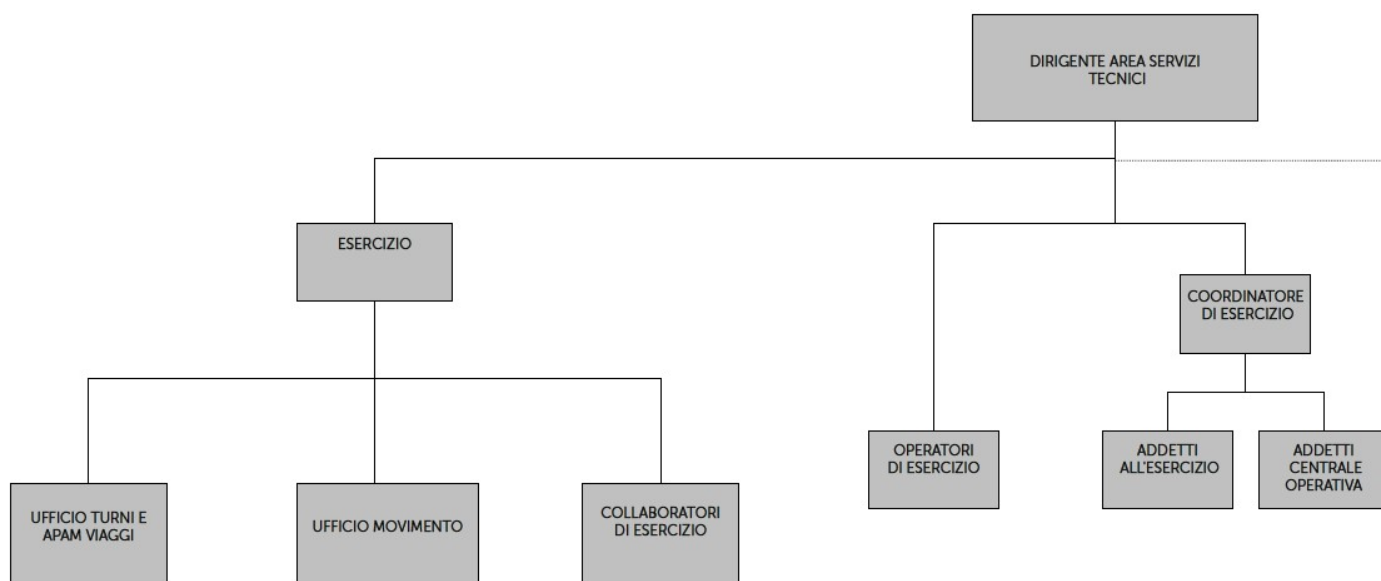 DIRIGENTE AREA SERVIZI
TECNICI
ESERCIZIO
COORDINATORE
DI ESERCIZIO
OPERATORI
DI ESERCIZIO
ADDETTI
ALL'ESERCIZIO
ADDETTI
CENTRALE
OPERATIVA
UFFICIO TURNI E
APAM VIAGGI
UFFICIO MOVIMENTO
COLLABORATORI
DI ESERCIZIO